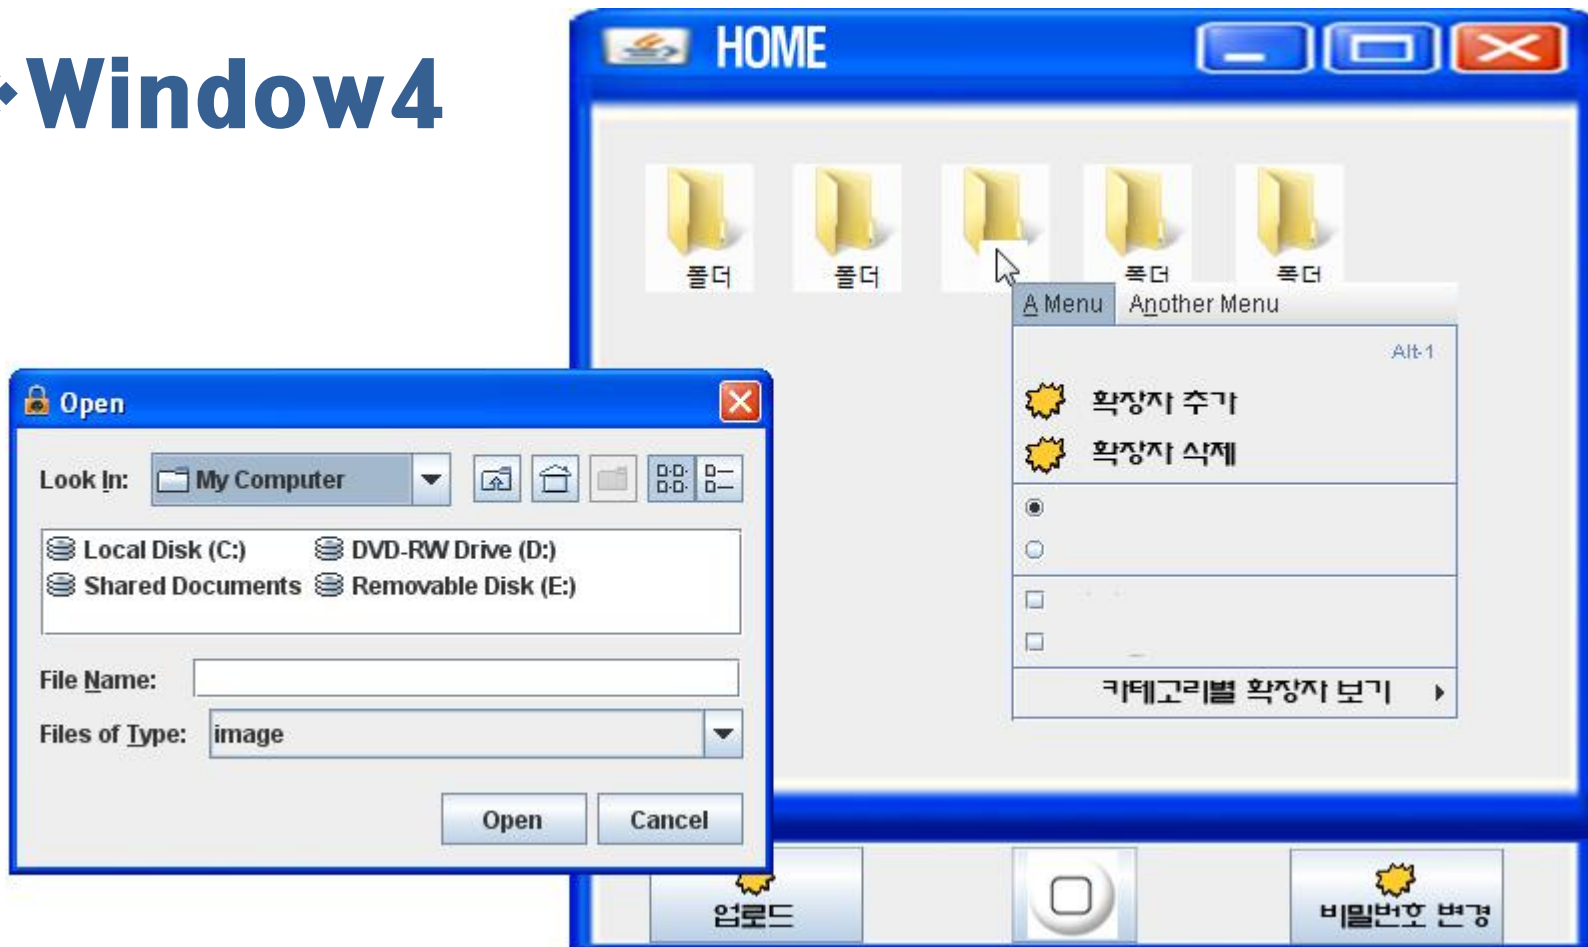 Window4
HOME
폴더
폴더
폴더
폴더
A Menu Another Menu
Alt-1
확장자 추가
확장자 삭제
카테고리별 확장자 보기
Open
Look In: My Computer
Local Disk (C:) DVD-RW Drive (D:)
Shared Documents Removable Disk (E:)
File Name:
Files of Type: image
Open Cancel
업로드
비밀번호 변경